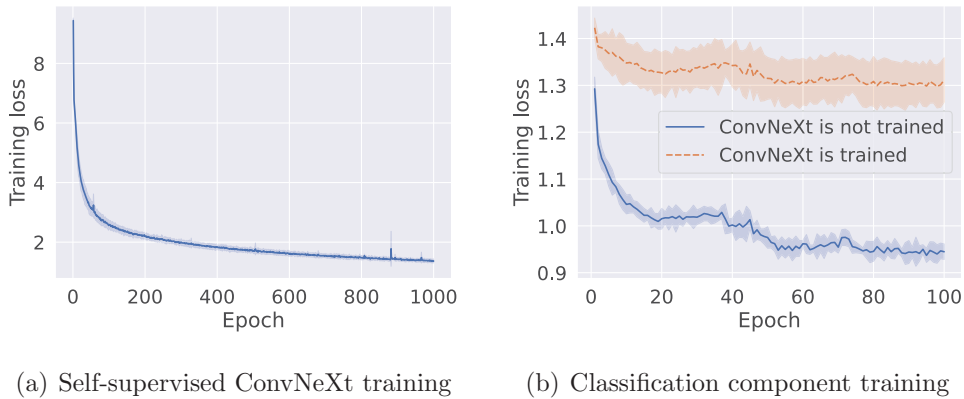 8
6
4
2
Training loss
0 200 400 600 800 1000
Epoch
(a) Self-supervised ConvNeXt training
1.4
1.3
1.2
1.1
1.0
0.9
Training loss
ConvNeXt is not trained
ConvNeXt is trained
0 20 40 60 80 100
Epoch
(b) Classification component training